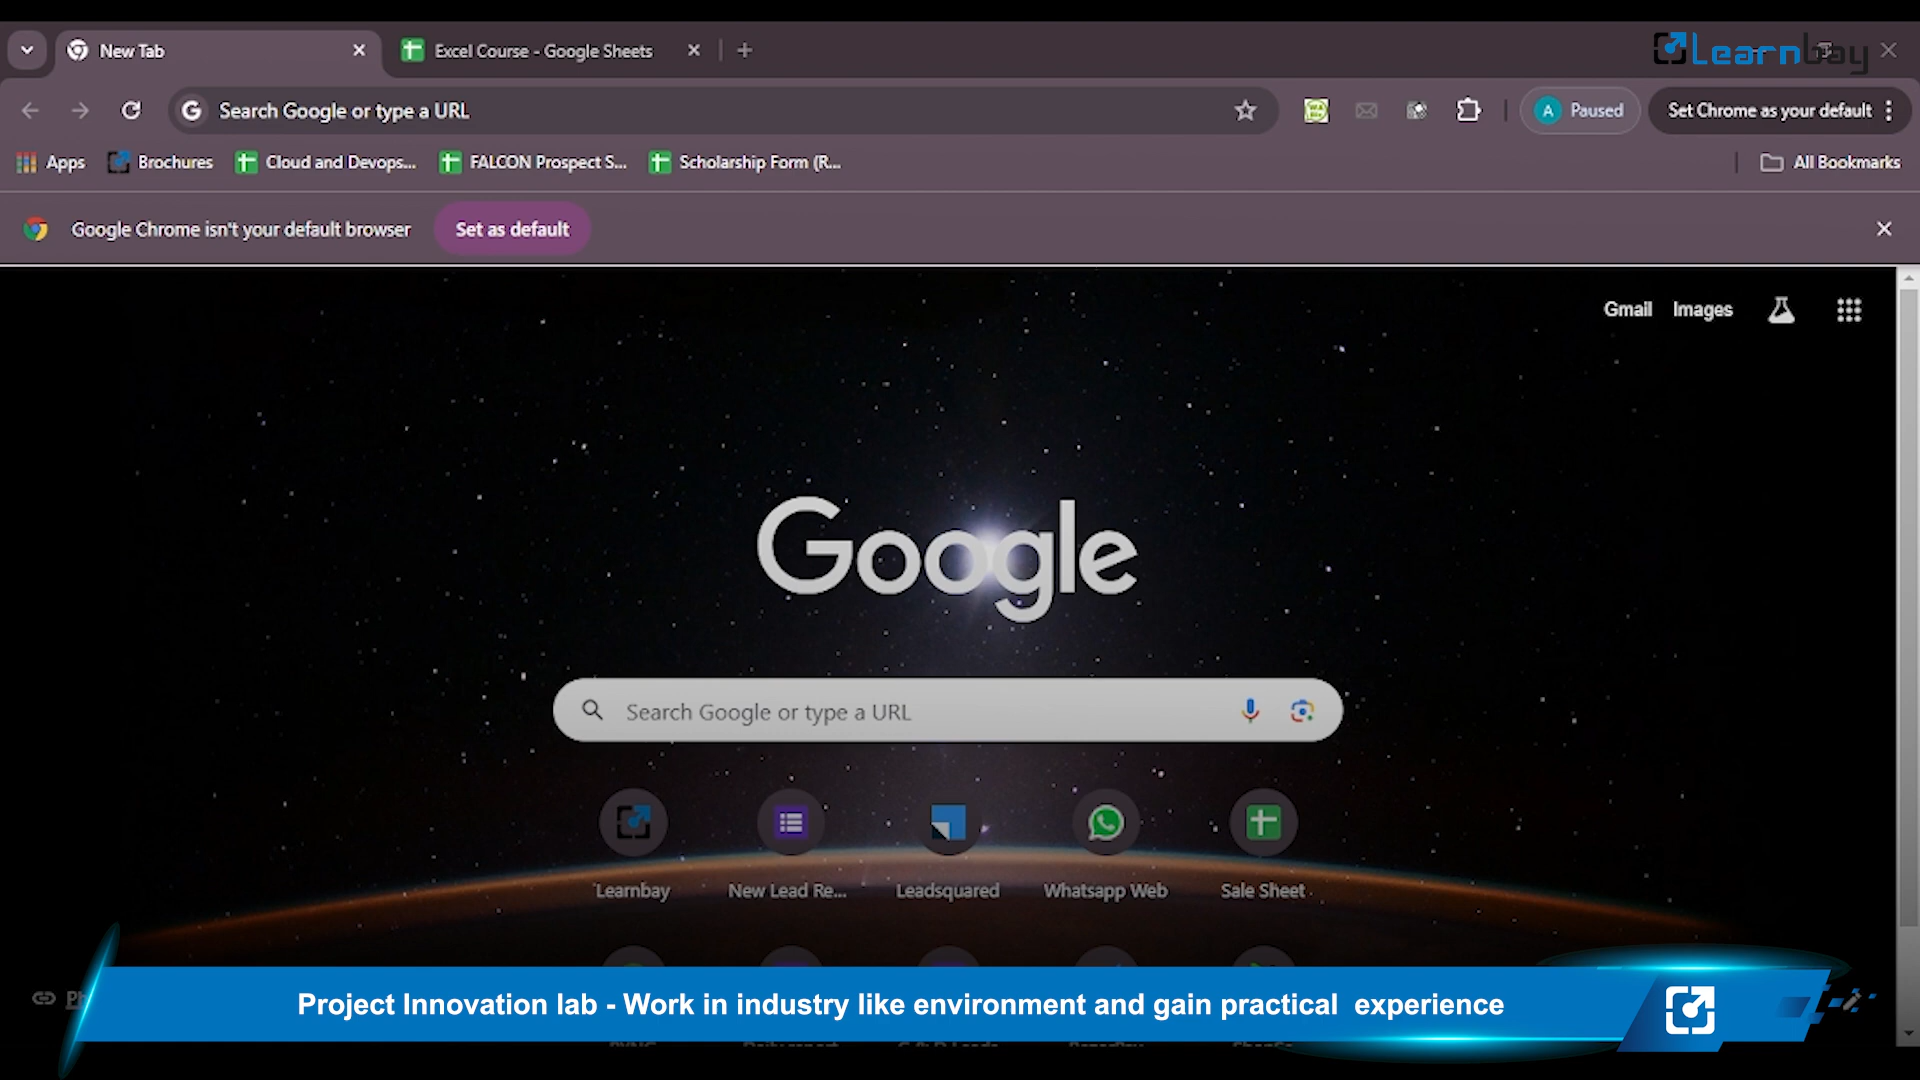 New Tab
Excel Course - Google Sheets
Learnbay
Search Google or type a URL
A Paused
Set Chrome as your default
Apps
Brochures
Cloud and Devops...
FALCON Prospect S...
Scholarship Form (R...
All Bookmarks
Google Chrome isn't your default browser
Set as default
Gmail
Images
Google
Search Google or type a URL
Learnbay
New Lead Re...
Leadsquared
Whatsapp Web
Sale Sheet
Project Innovation lab - Work in industry like environment and gain practical experience